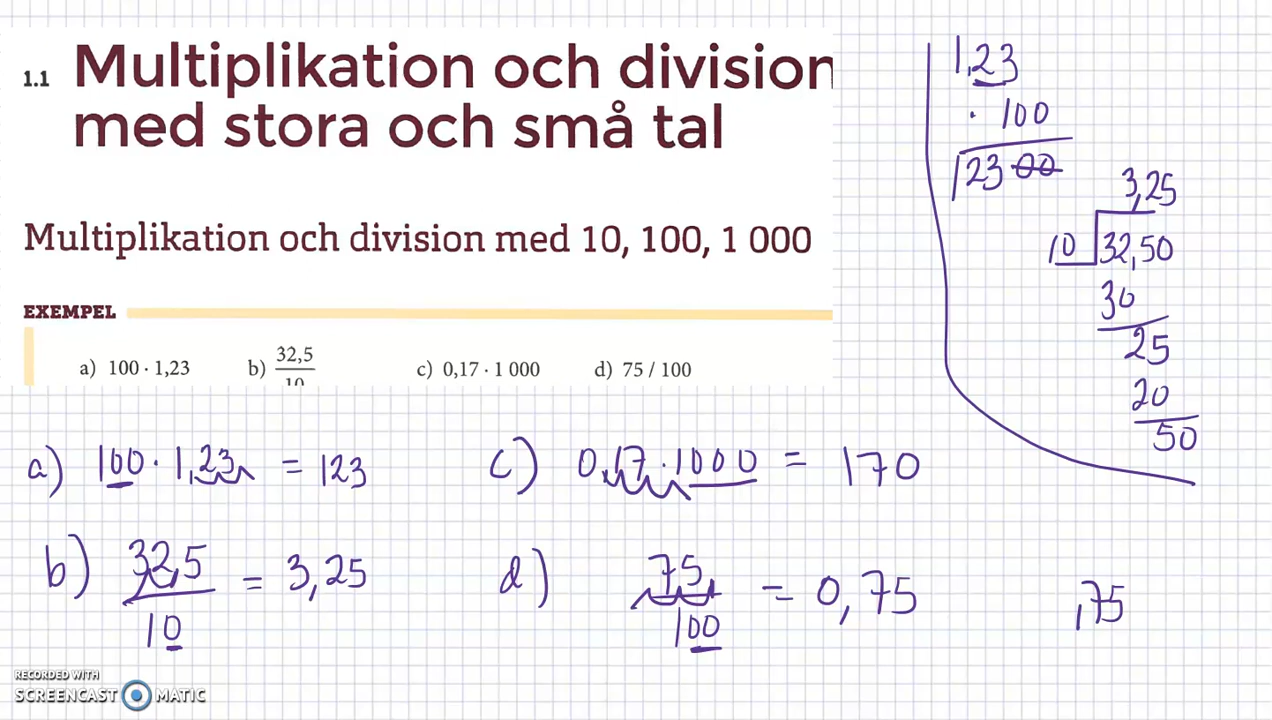 1.1 Multiplikation och division
med stora och små tal
Multiplikation och division med 10, 100, 1 000
EXEMPEL
a) 100 · 1,23 b) 32,5 / 10 c) 0,17 · 1 000 d) 75 / 100
a) 100 · 1,23 = 123
b) 32,5 / 10 = 3,25
c) 0,17 · 1000 = 170
d) 75, / 100 = 0,75
,75
1,23
· 100
12300
3,25
10 32,50
30
25
20
50
RECORDED WITH
SCREENCAST MATIC